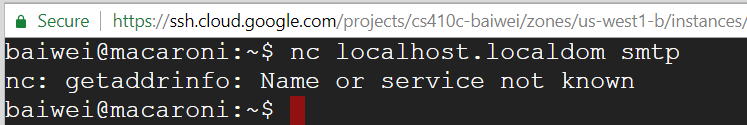 Secure https://ssh.cloud.google.com/projects/cs410c-baiwei/zones/us-west1-b/instances/
baiwei@macaroni:~$ nc localhost.localdom smtp
nc: getaddrinfo: Name or service not known
baiwei@macaroni:~$